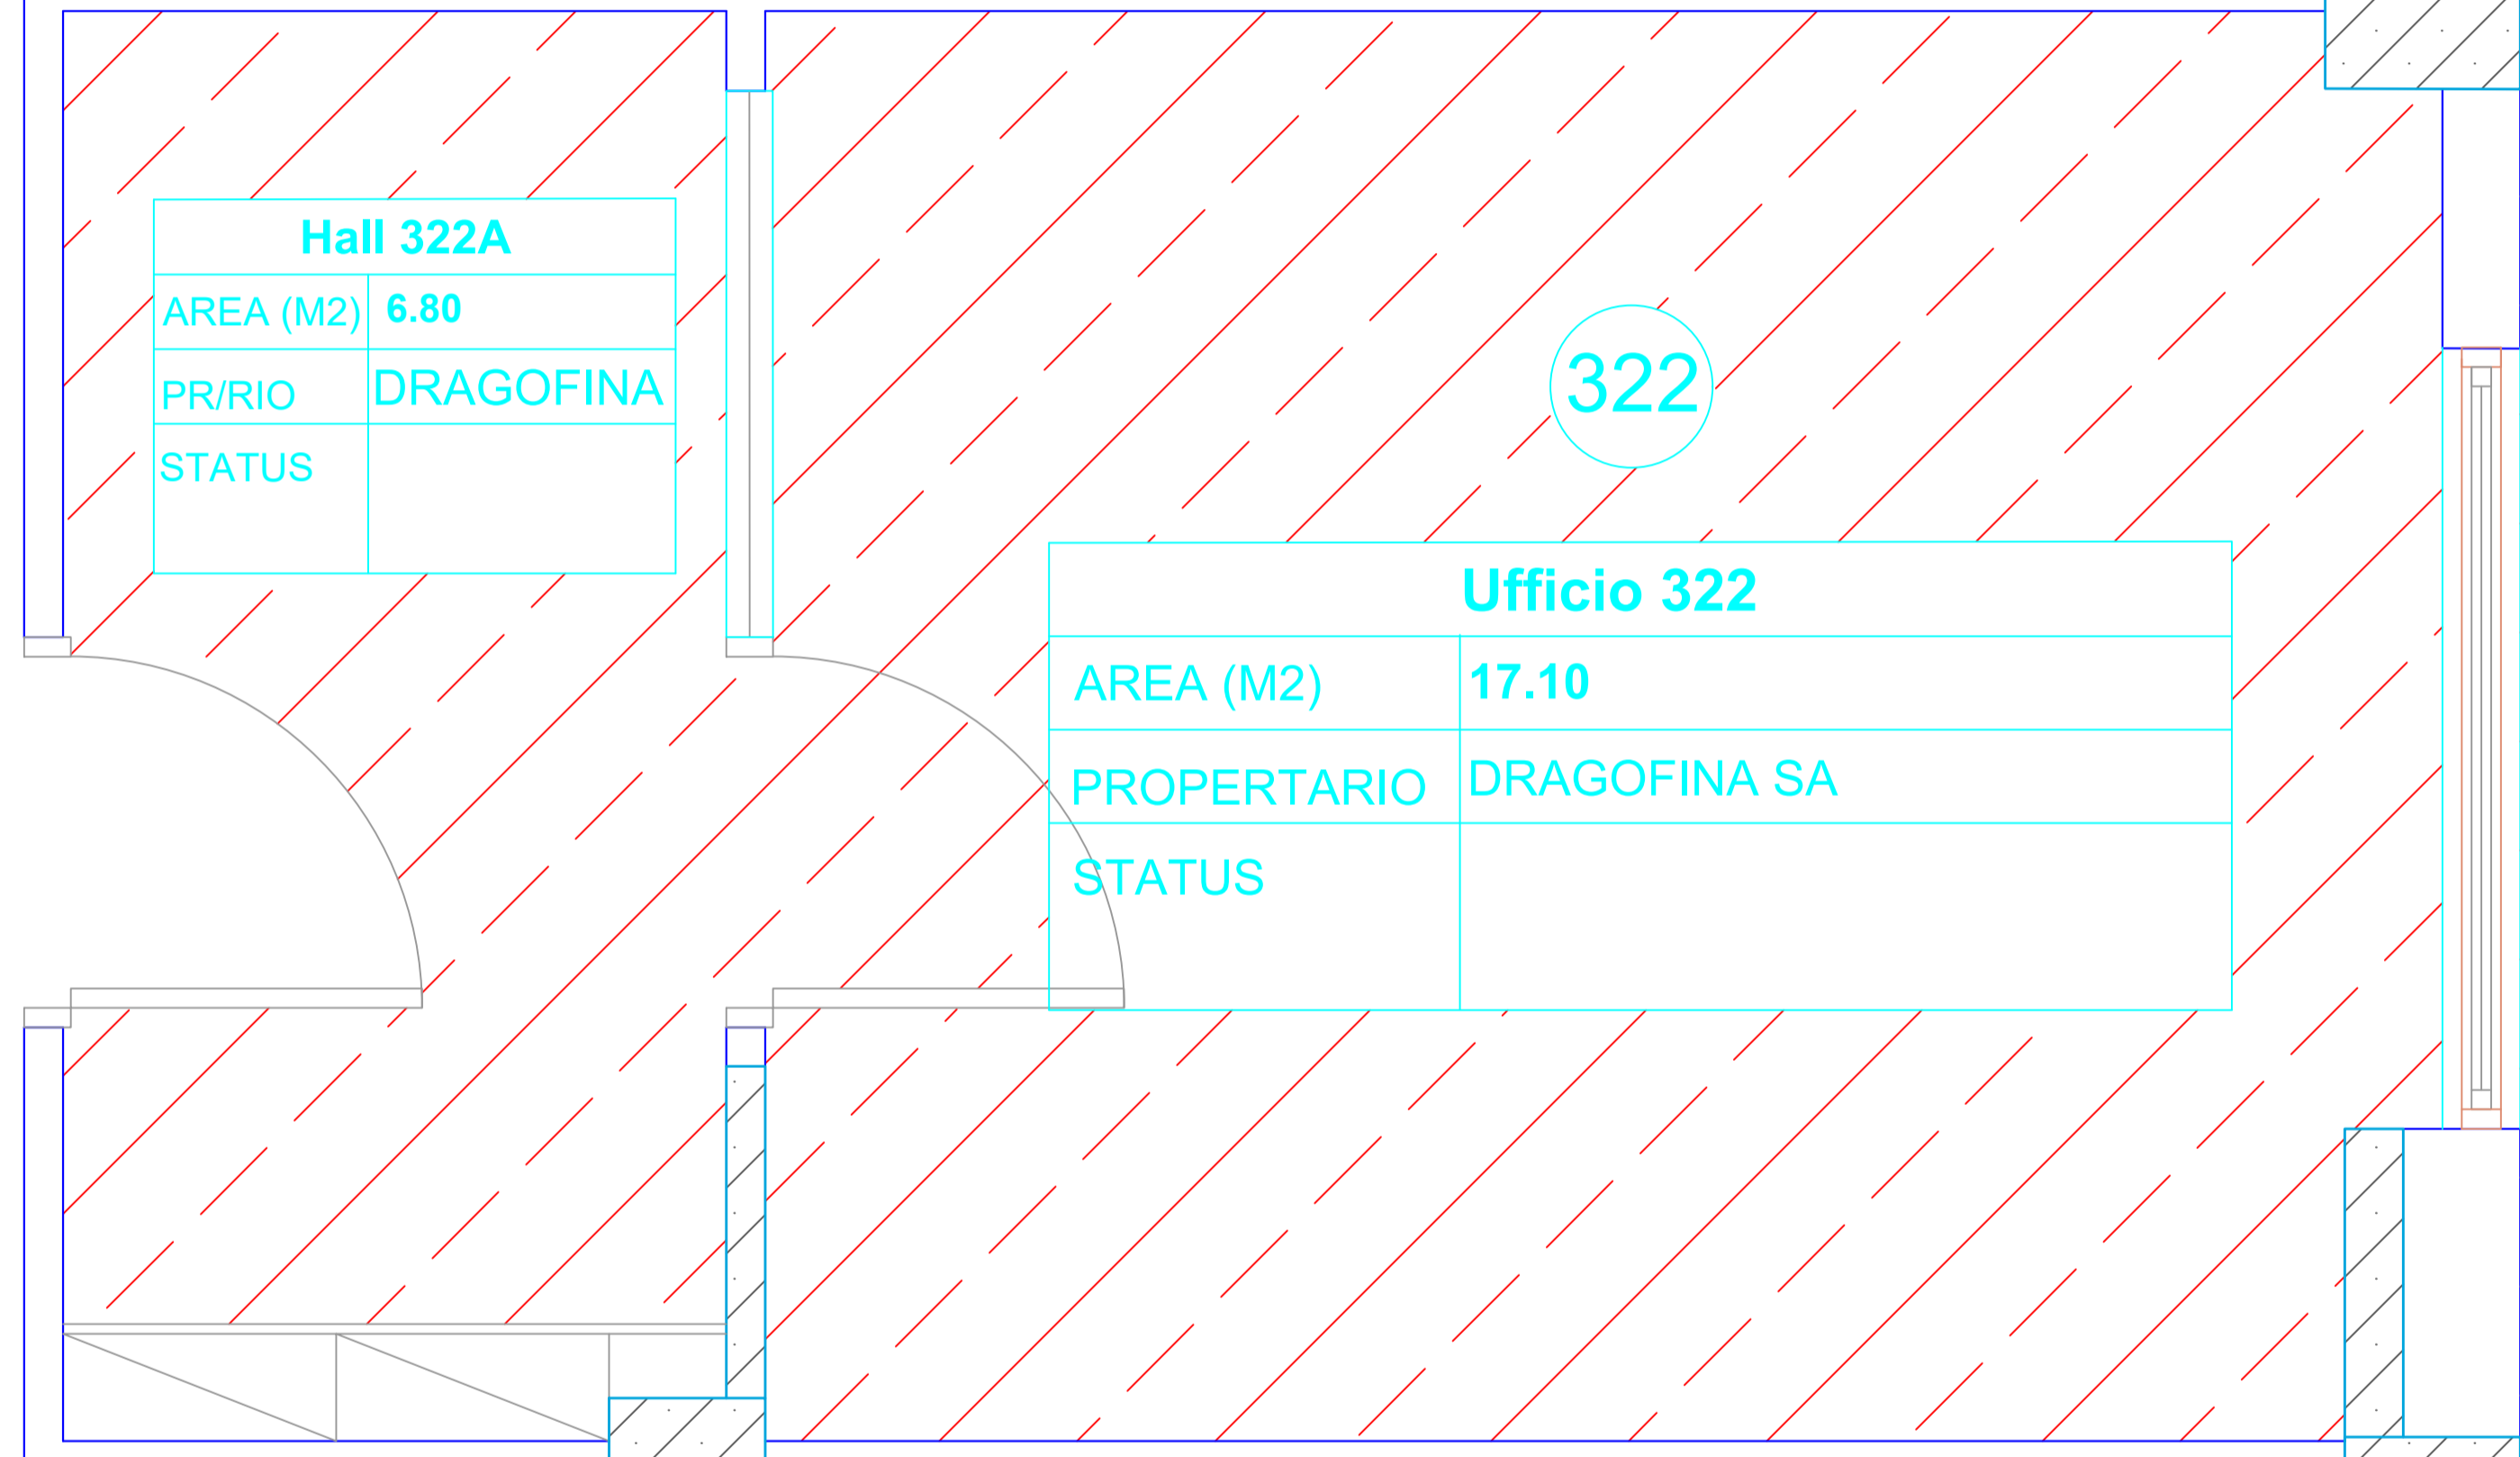 Hall 322A
AREA (M2) 6.80
PR/RIO DRAGOFINA
STATUS
322
Ufficio 322
AREA (M2) 17.10
PROPERTARIO DRAGOFINA SA
STATUS